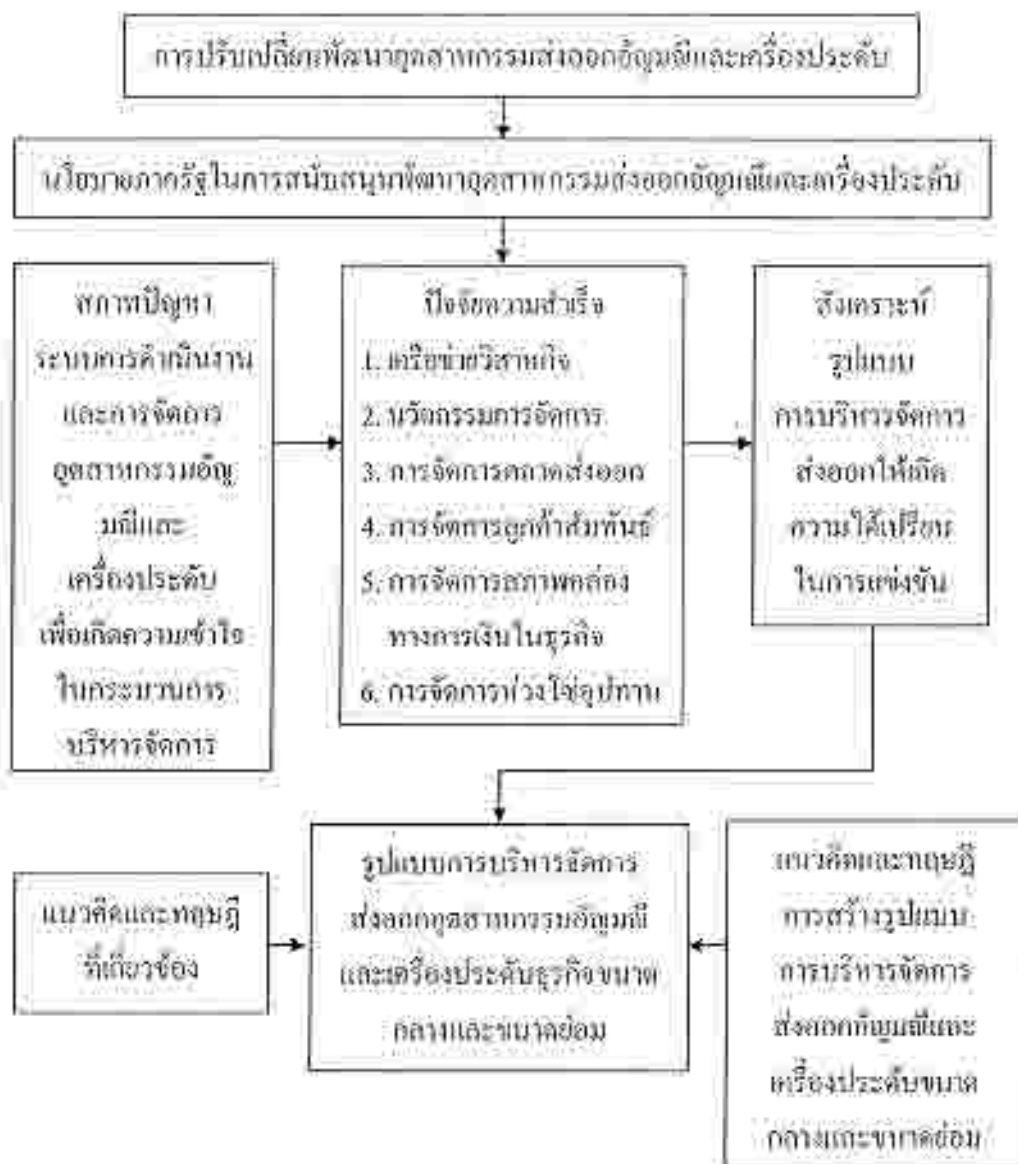 การปรับเปลี่ยนพัฒนาอุตสาหกรรมส่งออกอัญมณีและเครื่องประดับ
นโยบายภาครัฐในการสนับสนุนพัฒนาอุตสาหกรรมส่งออกอัญมณีและเครื่องประดับ
สภาพปัญหา
ระบบการดำเนินงาน
และการจัดการ
อุตสาหกรรมอัญ
มณีและ
เครื่องประดับ
เพื่อเกิดความเข้าใจ
ในกระบวนการ
บริหารจัดการ
ปัจจัยความสำเร็จ
1. เครือข่ายวิสาหกิจ
2. นวัตกรรมการจัดการ
3. การจัดการตลาดส่งออก
4. การจัดการลูกค้าสัมพันธ์
5. การจัดการสภาพคล่อง
ทางการเงินในธุรกิจ
6. การจัดการห่วงโซ่อุปทาน
สังเคราะห์
รูปแบบ
การบริหารจัดการ
ส่งออกให้เกิด
ความได้เปรียบ
ในการแข่งขัน
แนวคิดและทฤษฎี
ที่เกี่ยวข้อง
รูปแบบการบริหารจัดการ
ส่งออกอุตสาหกรรมอัญมณี
และเครื่องประดับธุรกิจขนาด
กลางและขนาดย่อม
แนวคิดและทฤษฎี
การสร้างรูปแบบ
การบริหารจัดการ
ส่งออกอัญมณีและ
เครื่องประดับขนาด
กลางและขนาดย่อม